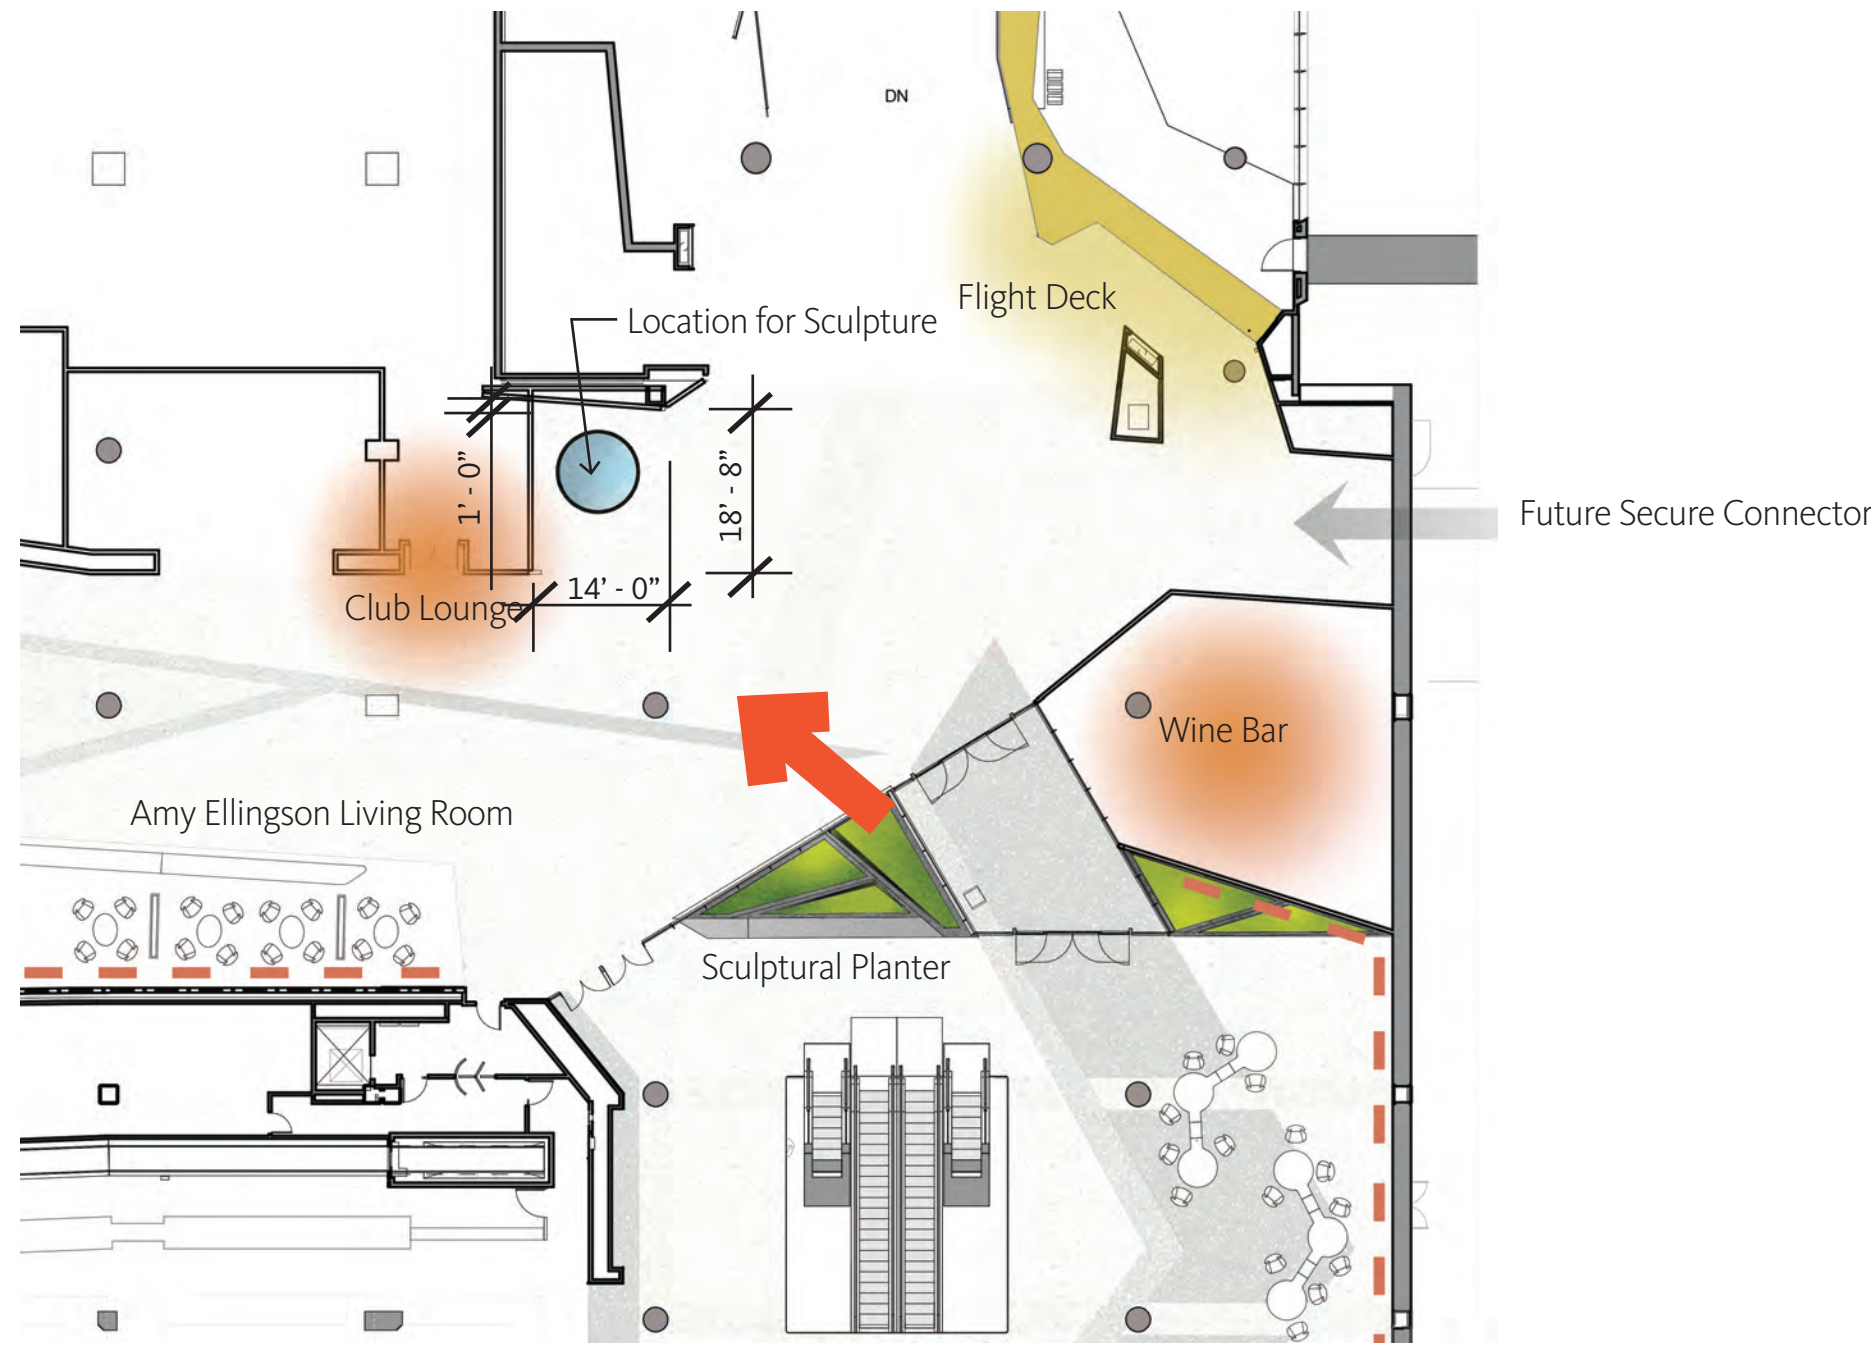 DN
Flight Deck
Location for Sculpture
1’ - 0”
18’ - 8”
Future Secure Connector
14’ - 0”
Club Lounge
Wine Bar
Amy Ellingson Living Room
Sculptural Planter